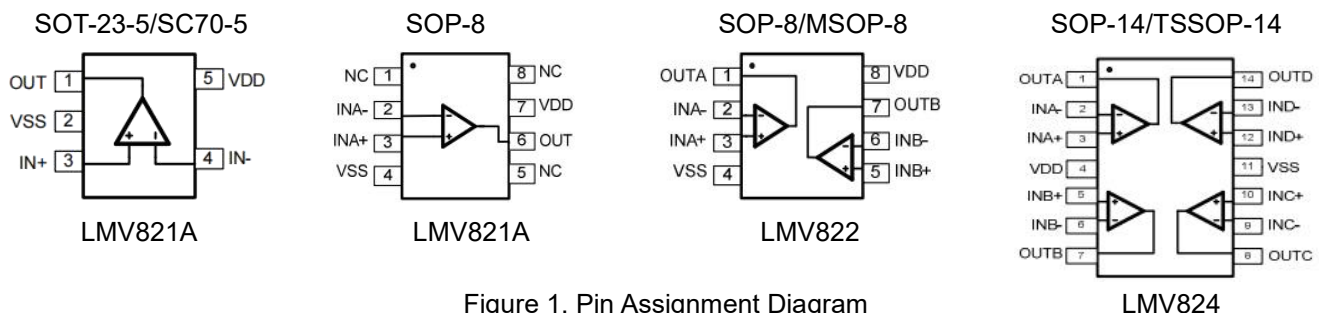 SOT-23-5/SC70-5
SOP-8
SOP-8/MSOP-8
SOP-14/TSSOP-14
OUT 1
5 VDD
VSS 2
IN+ 3
4 IN-
+ -
LMV821A
NC 1
8 NC
INA- 2
7 VDD
INA+ 3
6 OUT
VSS 4
5 NC
- +
LMV821A
OUTA 1
8 VDD
INA- 2
7 OUTB
INA+ 3
6 INB-
VSS 4
5 INB+
- +
- +
LMV822
OUTA 1
14 OUTD
INA- 2
13 IND-
INA+ 3
12 IND+
VDD 4
11 VSS
INB+ 5
10 INC+
INB- 6
9 INC-
OUTB 7
8 OUTC
- +
- +
+ -
+ -
LMV824
Figure 1. Pin Assignment Diagram